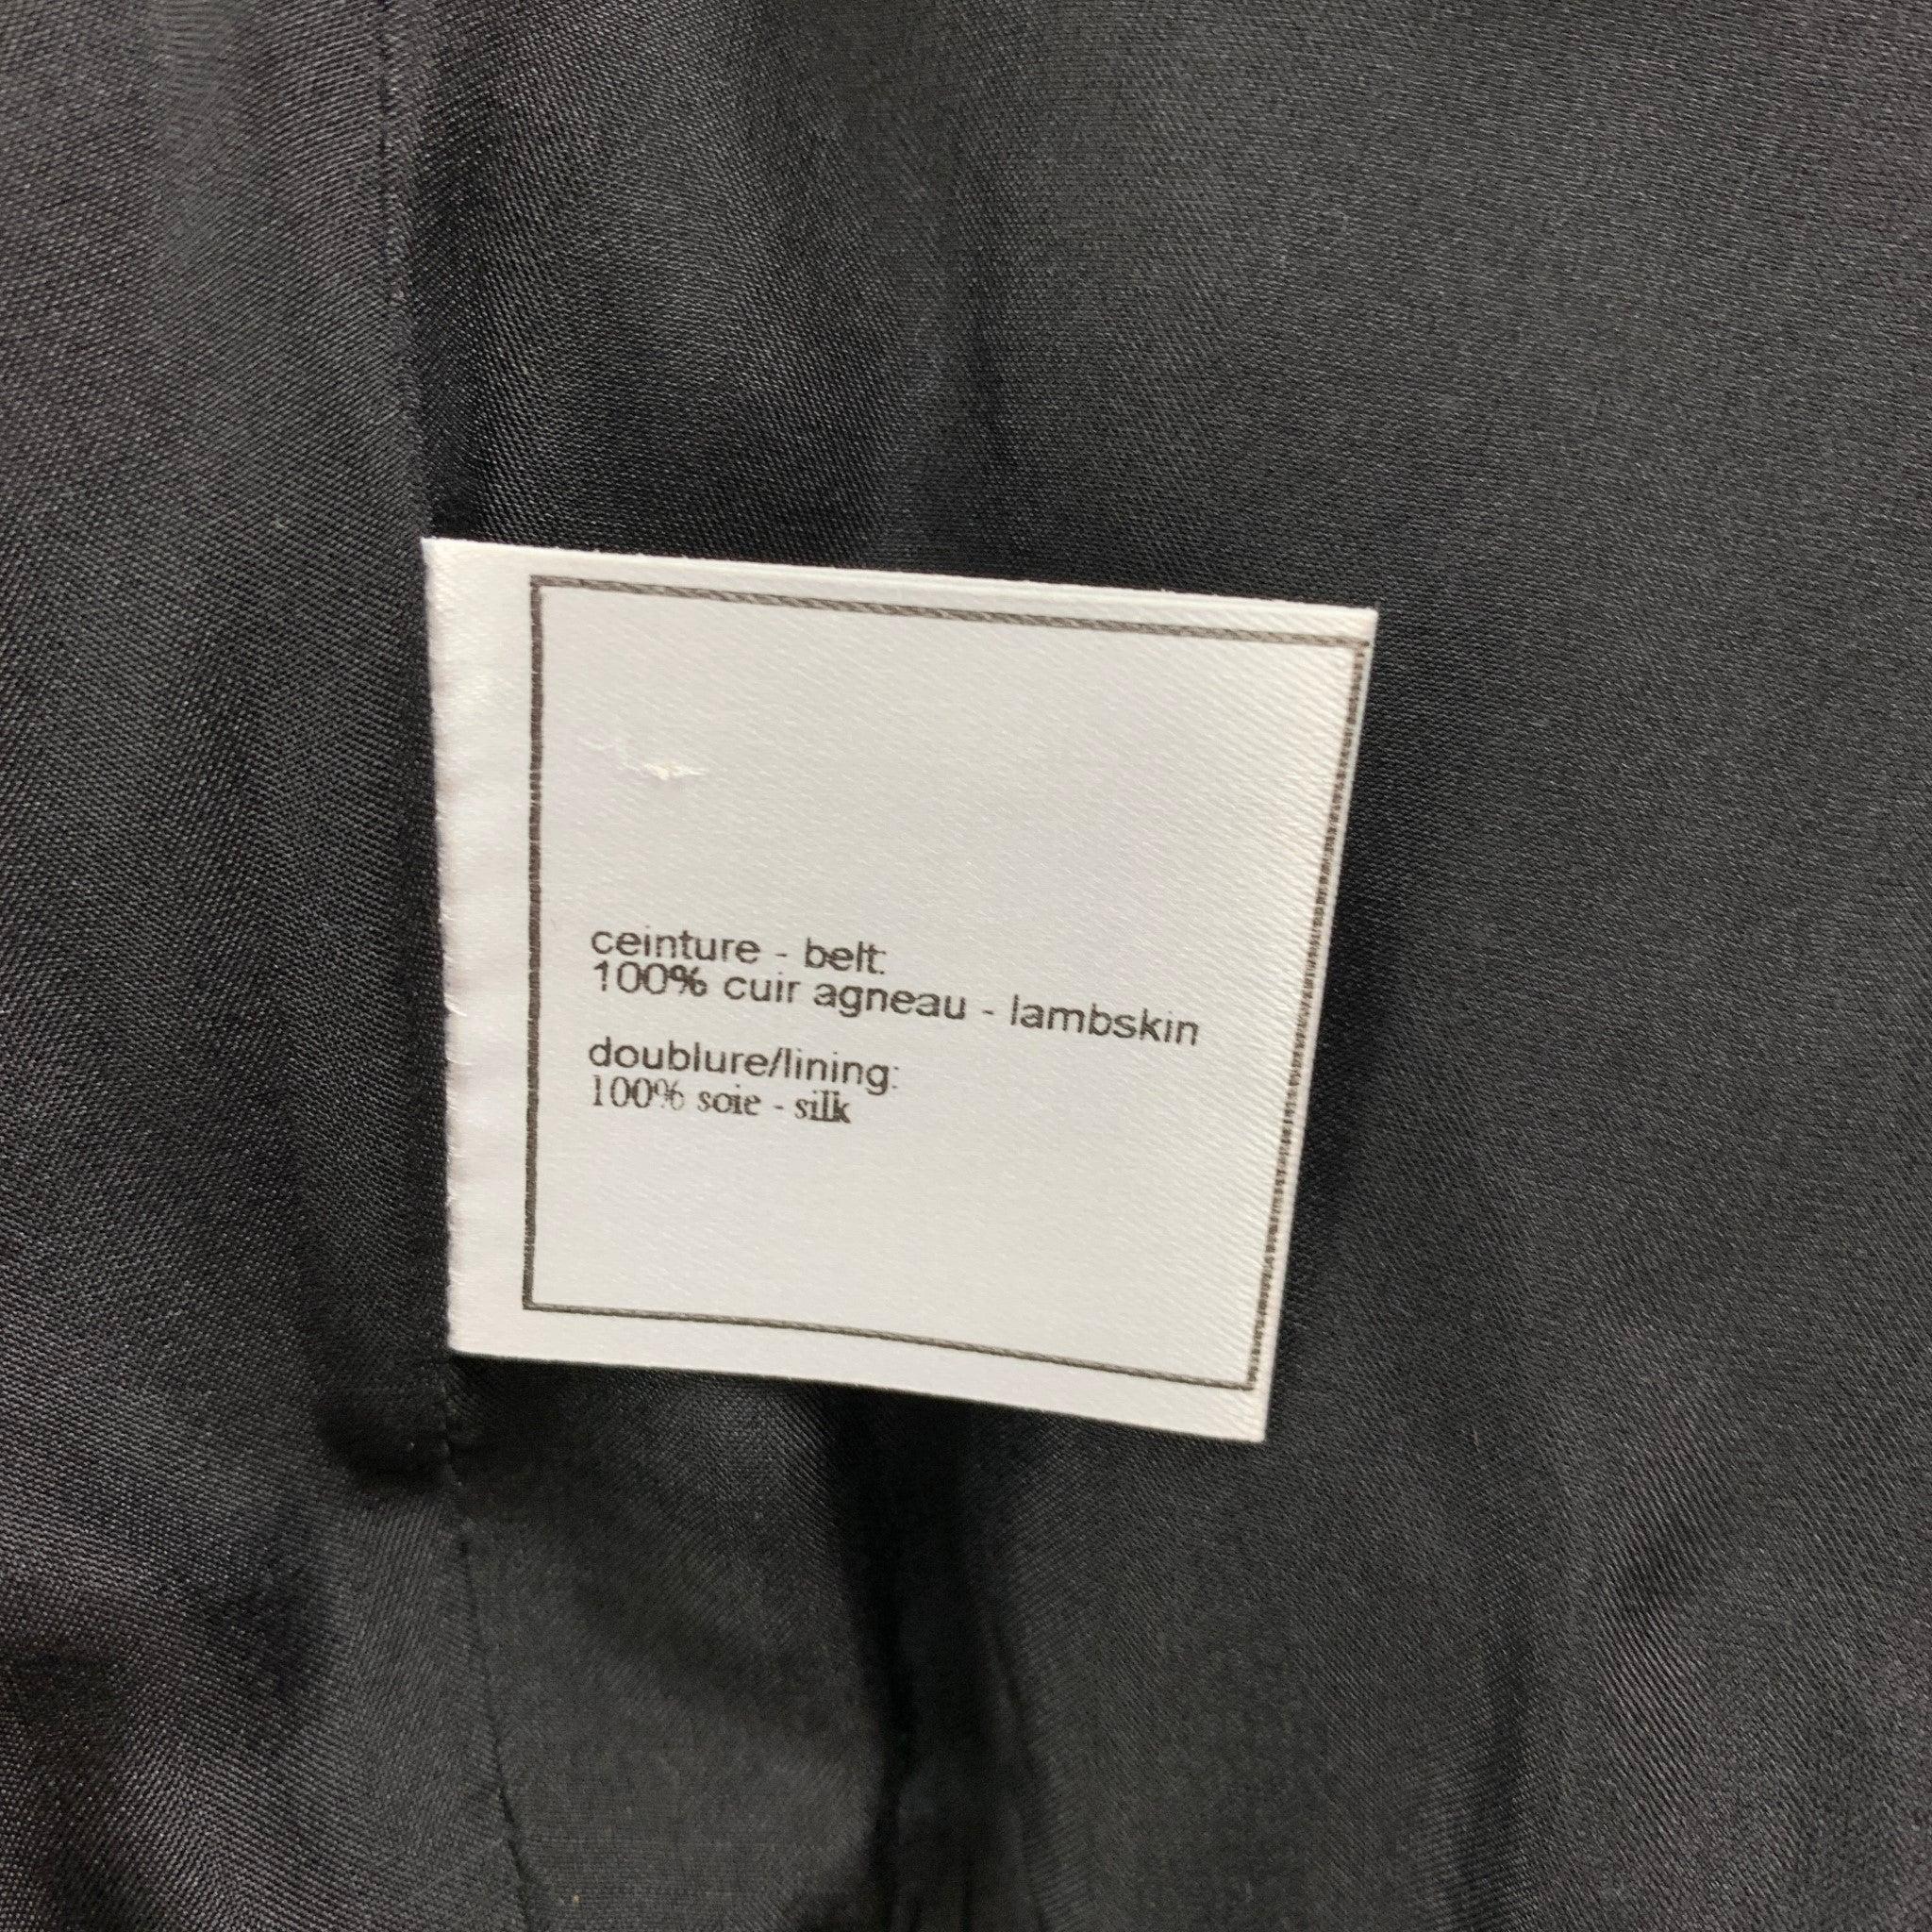 ceinture - belt:
100% cuir agneau - lambskin
doublure/lining:
100% soie - silk